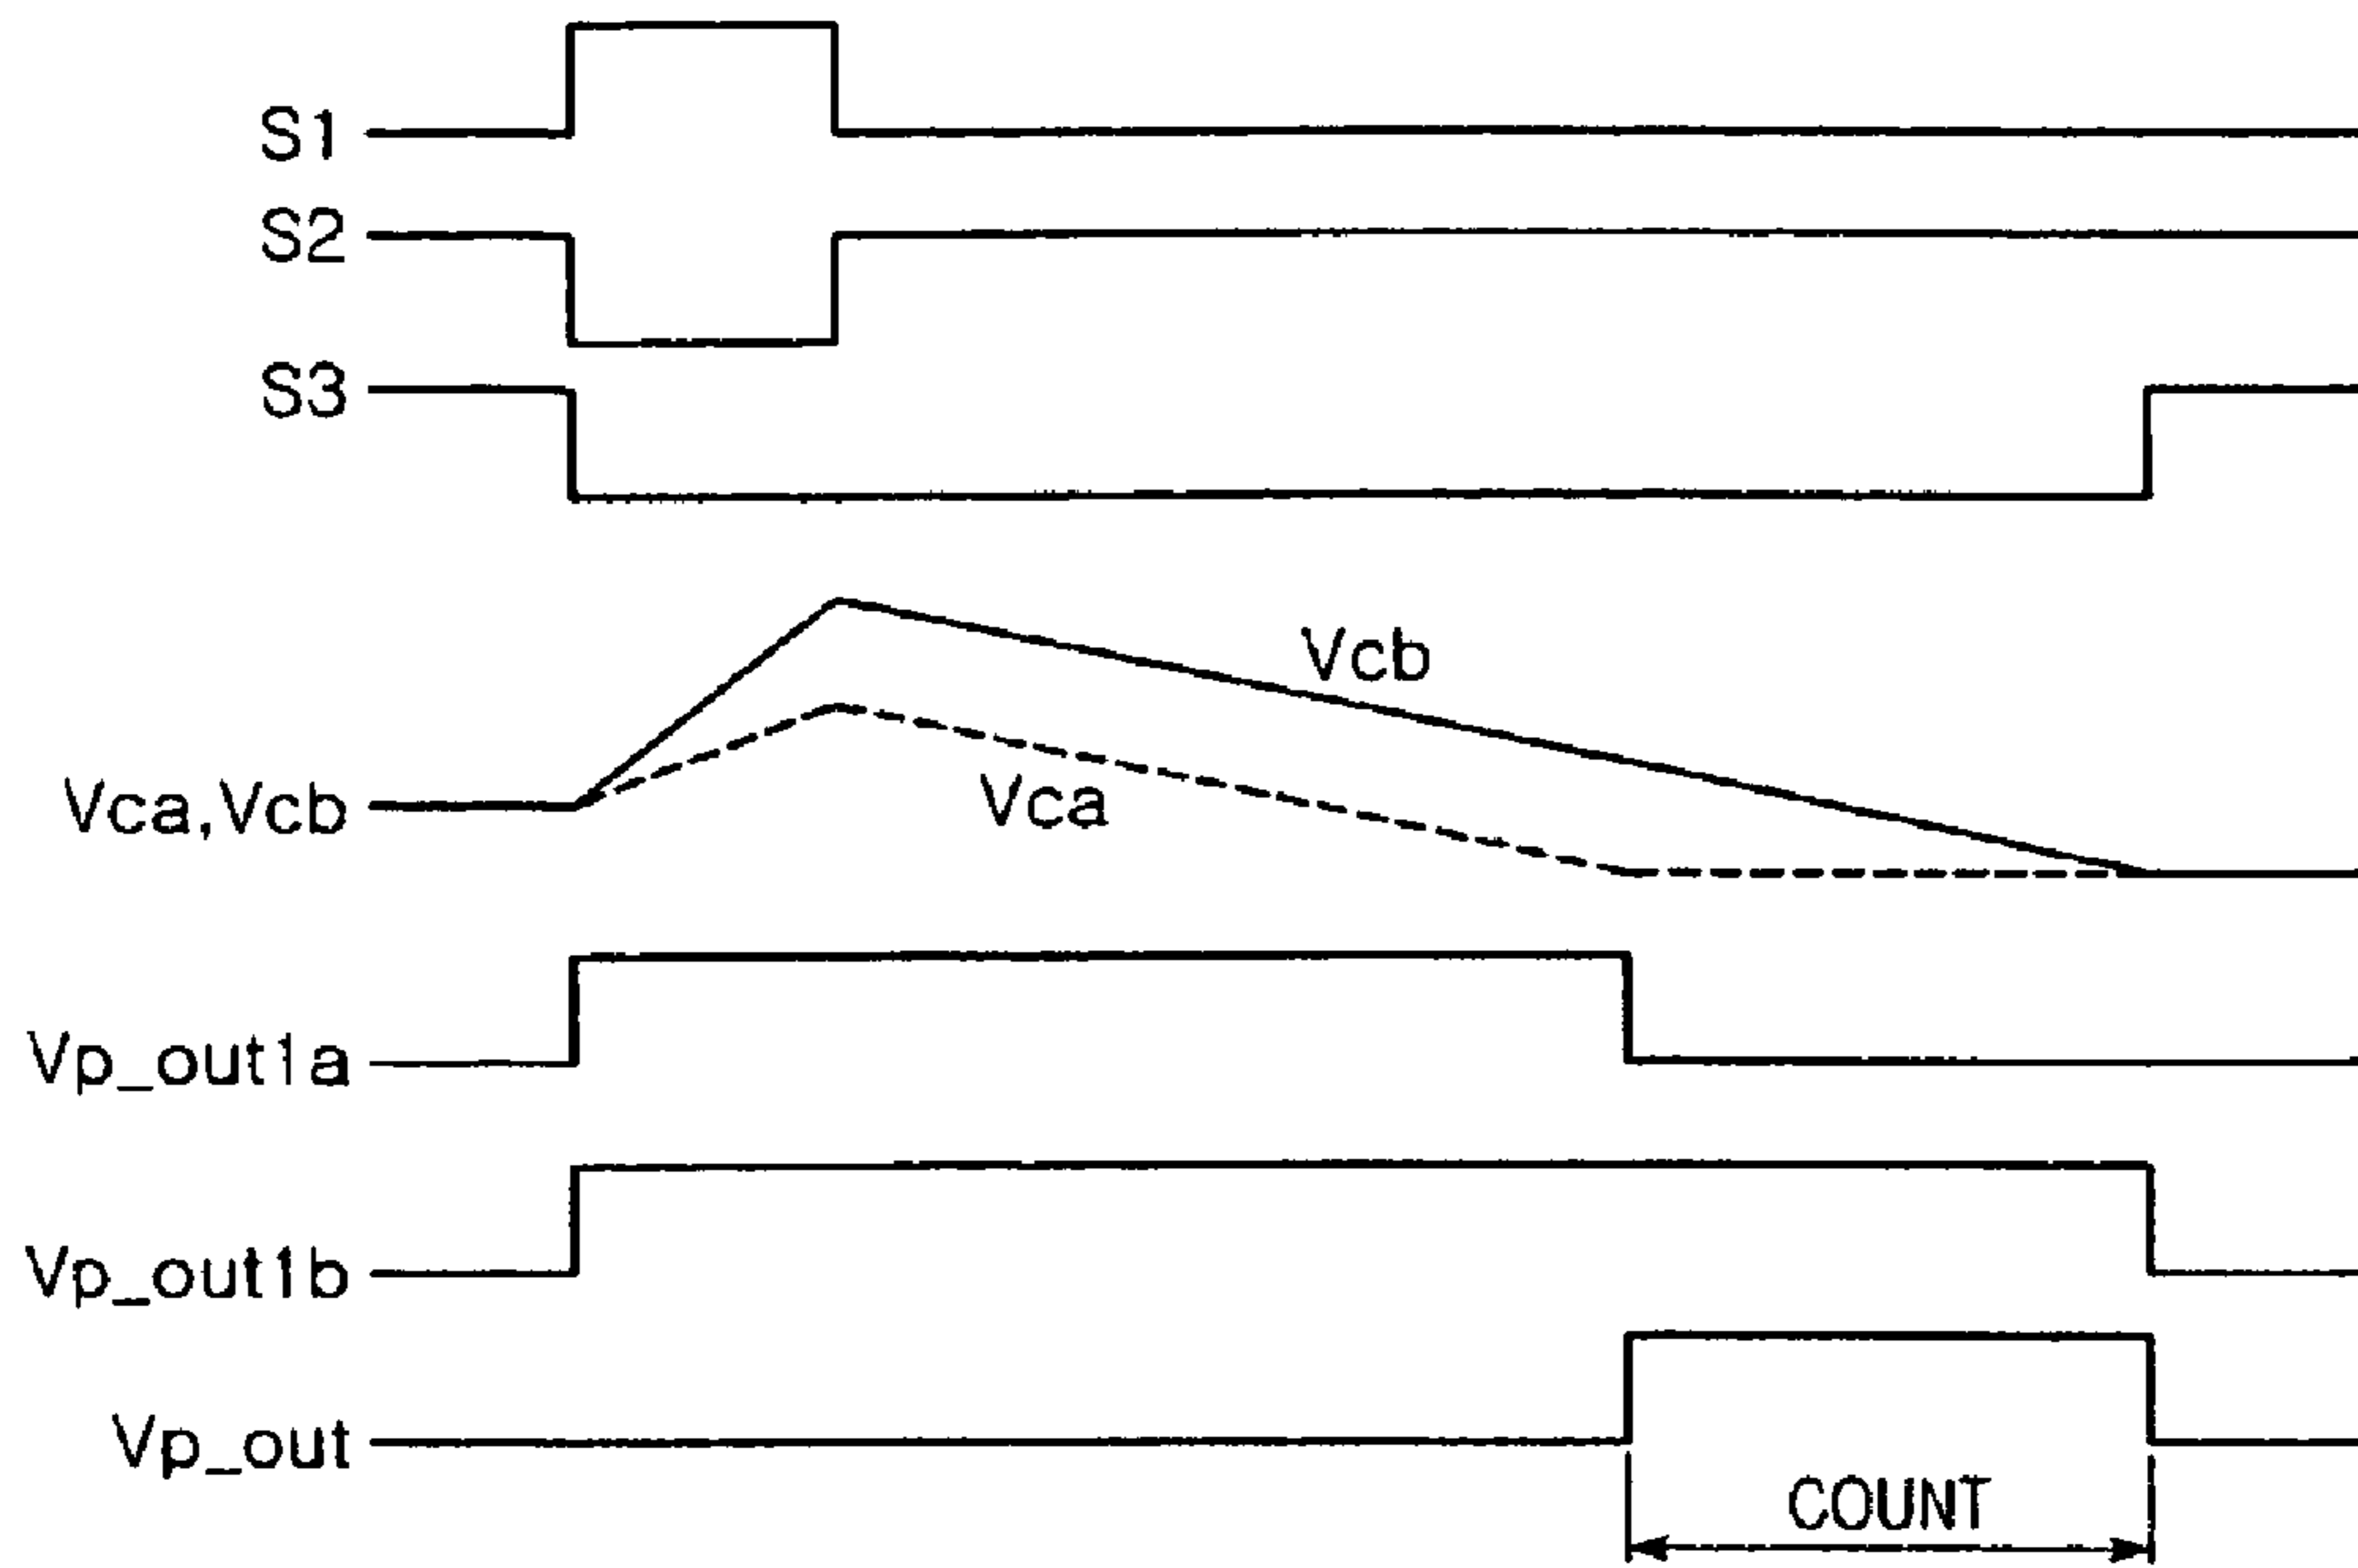 S1
S2
S3
Vcb
Vca
Vca,Vcb
Vp_out1a
Vp_out1b
Vp_out
COUNT